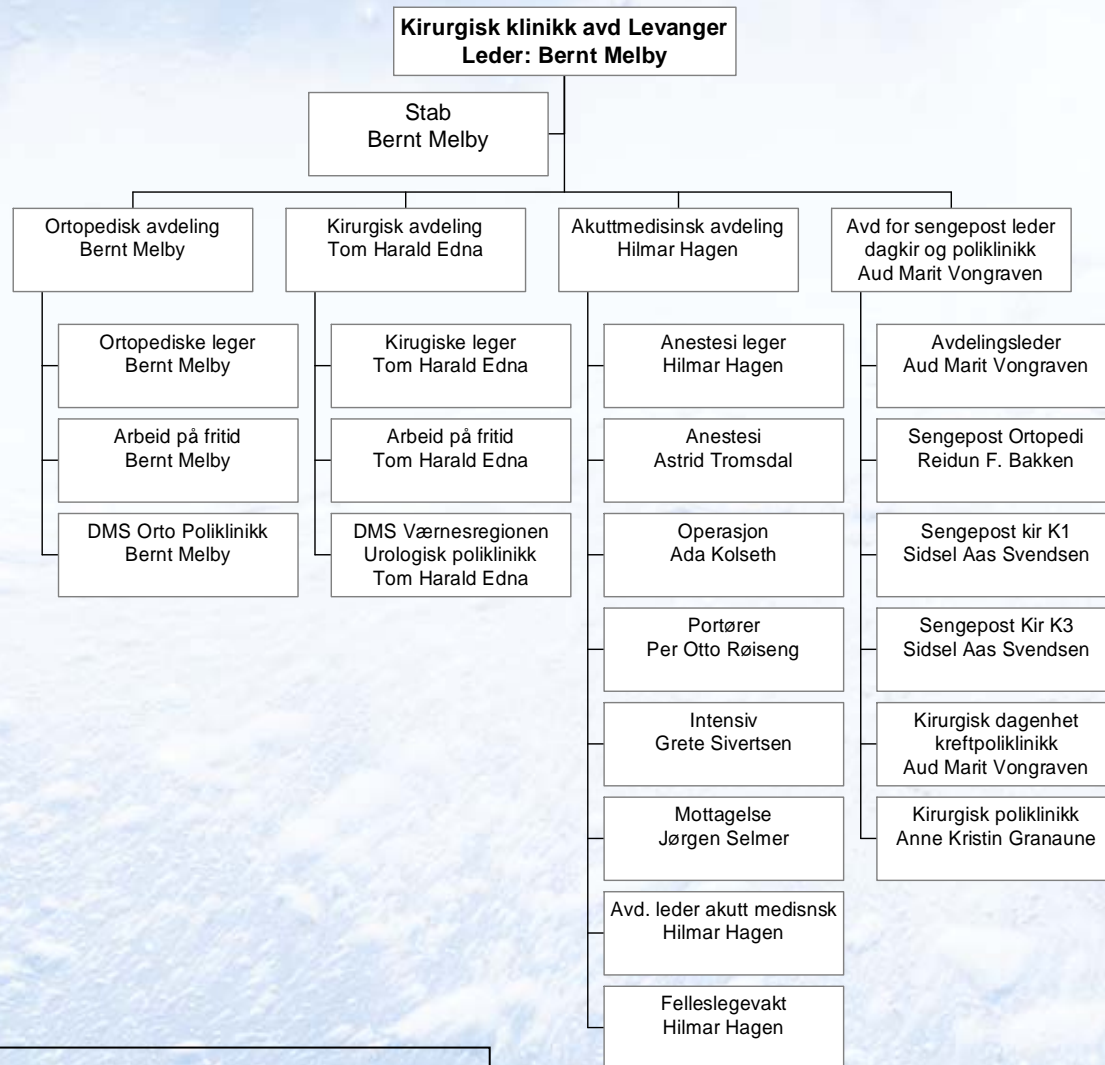 Kirurgisk klinikk avd Levanger
Leder: Bernt Melby
Stab
Bernt Melby
Ortopedisk avdeling
Bernt Melby
Ortopediske leger
Bernt Melby
Arbeid på fritid
Bernt Melby
DMS Orto Poliklinikk
Bernt Melby
Kirurgisk avdeling
Tom Harald Edna
Kirugiske leger
Tom Harald Edna
Arbeid på fritid
Tom Harald Edna
DMS Værnesregionen
Urologisk poliklinikk
Tom Harald Edna
Akuttmedisinsk avdeling
Hilmar Hagen
Anestesi leger
Hilmar Hagen
Anestesi
Astrid Tromsdal
Operasjon
Ada Kolseth
Portører
Per Otto Røiseng
Intensiv
Grete Sivertsen
Mottagelse
Jørgen Selmer
Avd. leder akutt medisnsk
Hilmar Hagen
Felleslegevakt
Hilmar Hagen
Avd for sengepost leder
dagkir og poliklinikk
Aud Marit Vongraven
Avdelingsleder
Aud Marit Vongraven
Sengepost Ortopedi
Reidun F. Bakken
Sengepost kir K1
Sidsel Aas Svendsen
Sengepost Kir K3
Sidsel Aas Svendsen
Kirurgisk dagenhet
kreftpoliklinikk
Aud Marit Vongraven
Kirurgisk poliklinikk
Anne Kristin Granaune